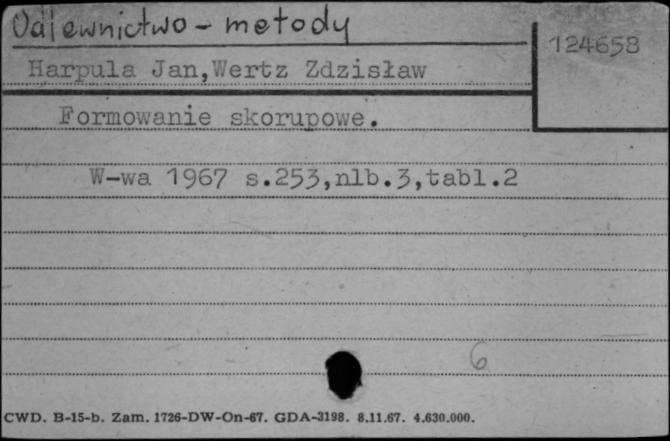 Odlewnictwo - metody
124658
Harpula Jan,Wertz Zdzisław
Formowanie skorupowe.
W-wa 1967 s.253,nlb.3,tabl.2
6
CWD. B-15-b. Zam. 1726-DW-On-67. GDA-3198. 8.11.67. 4.630.000.